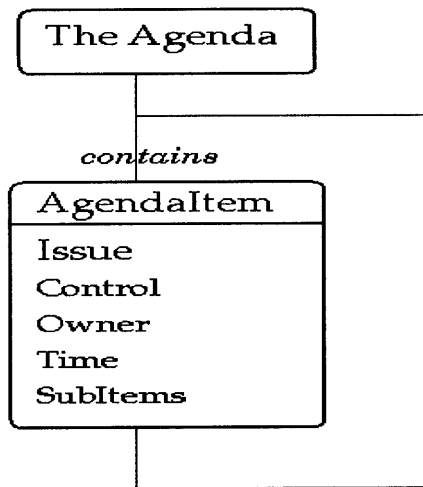 The Agenda
contains
AgendaItem
Issue
Control
Owner
Time
SubItems